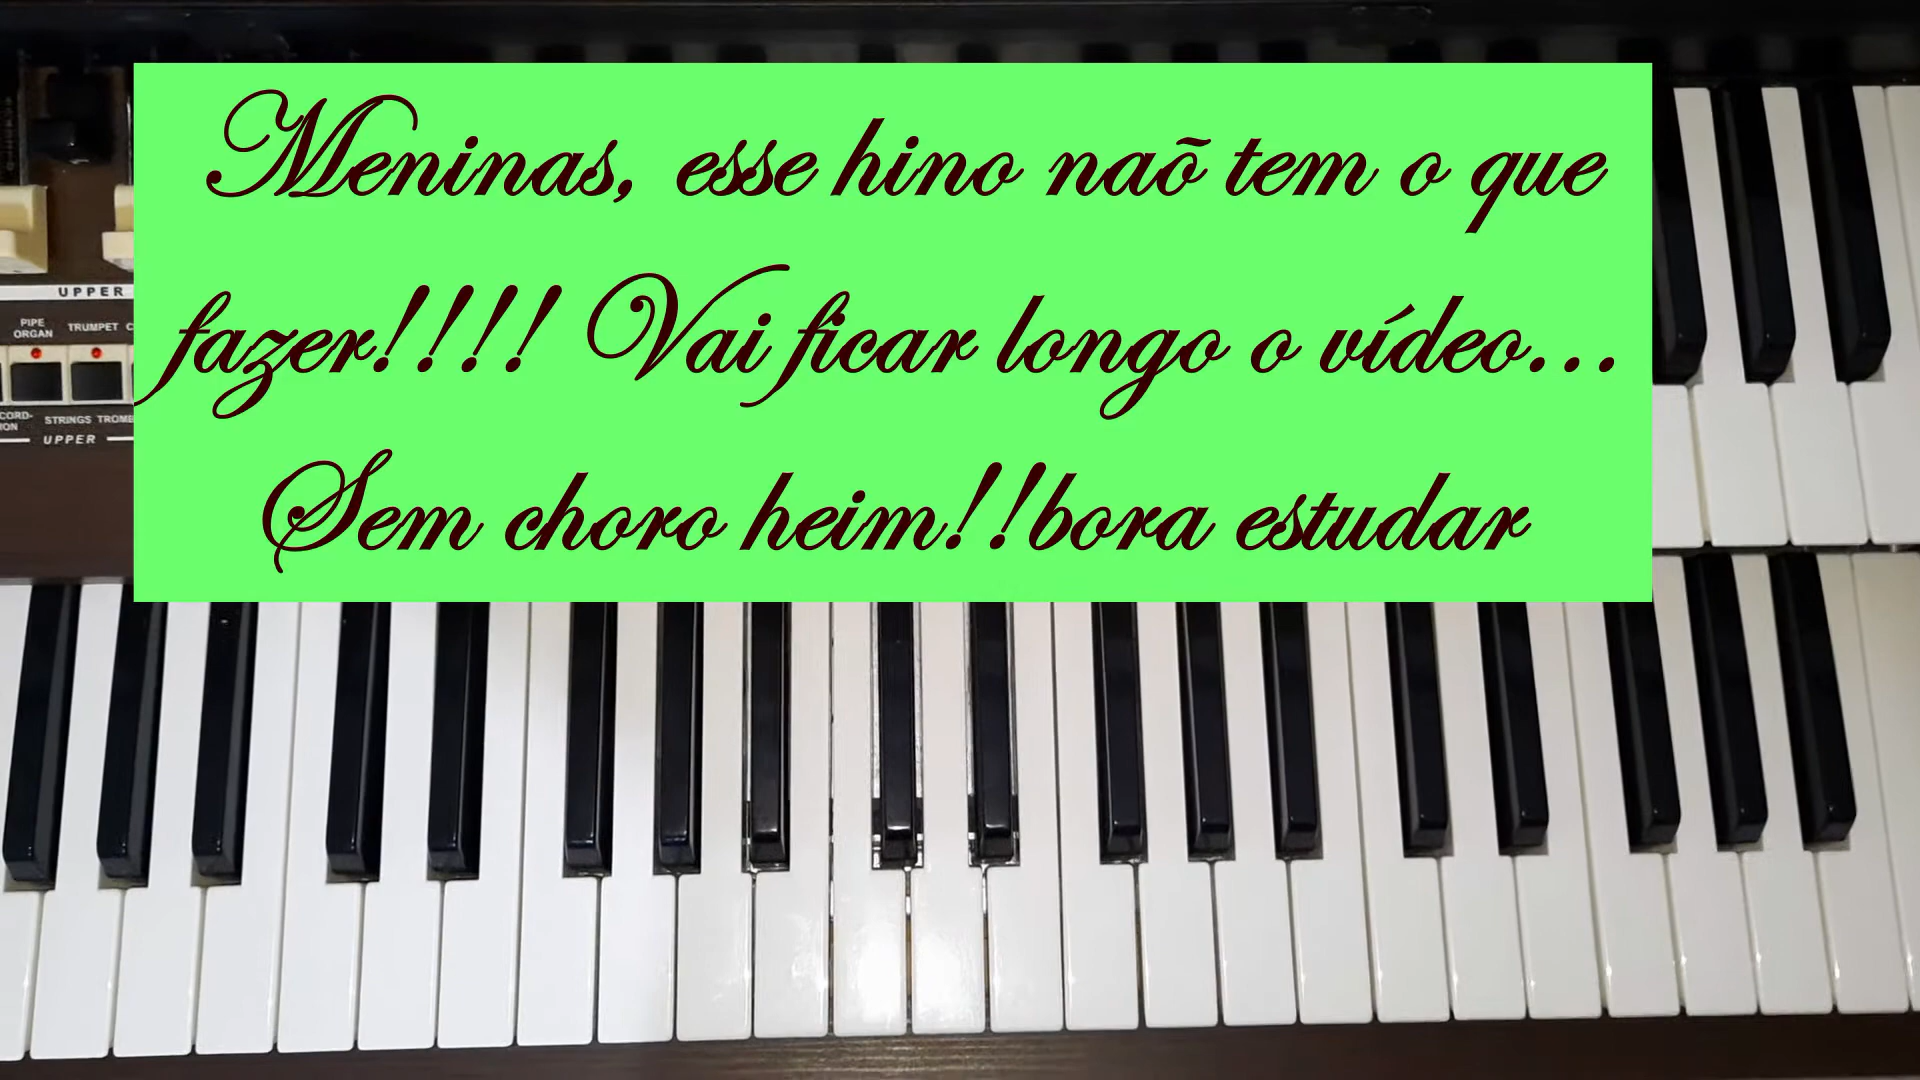 Meninas, esse hino naõ tem o que
fazer!!!! Vai ficar longo o vídeo...
Sem choro heim!!bora estudar
UPPER
PIPE
ORGAN
TRUMPET
STRINGS
UPPER